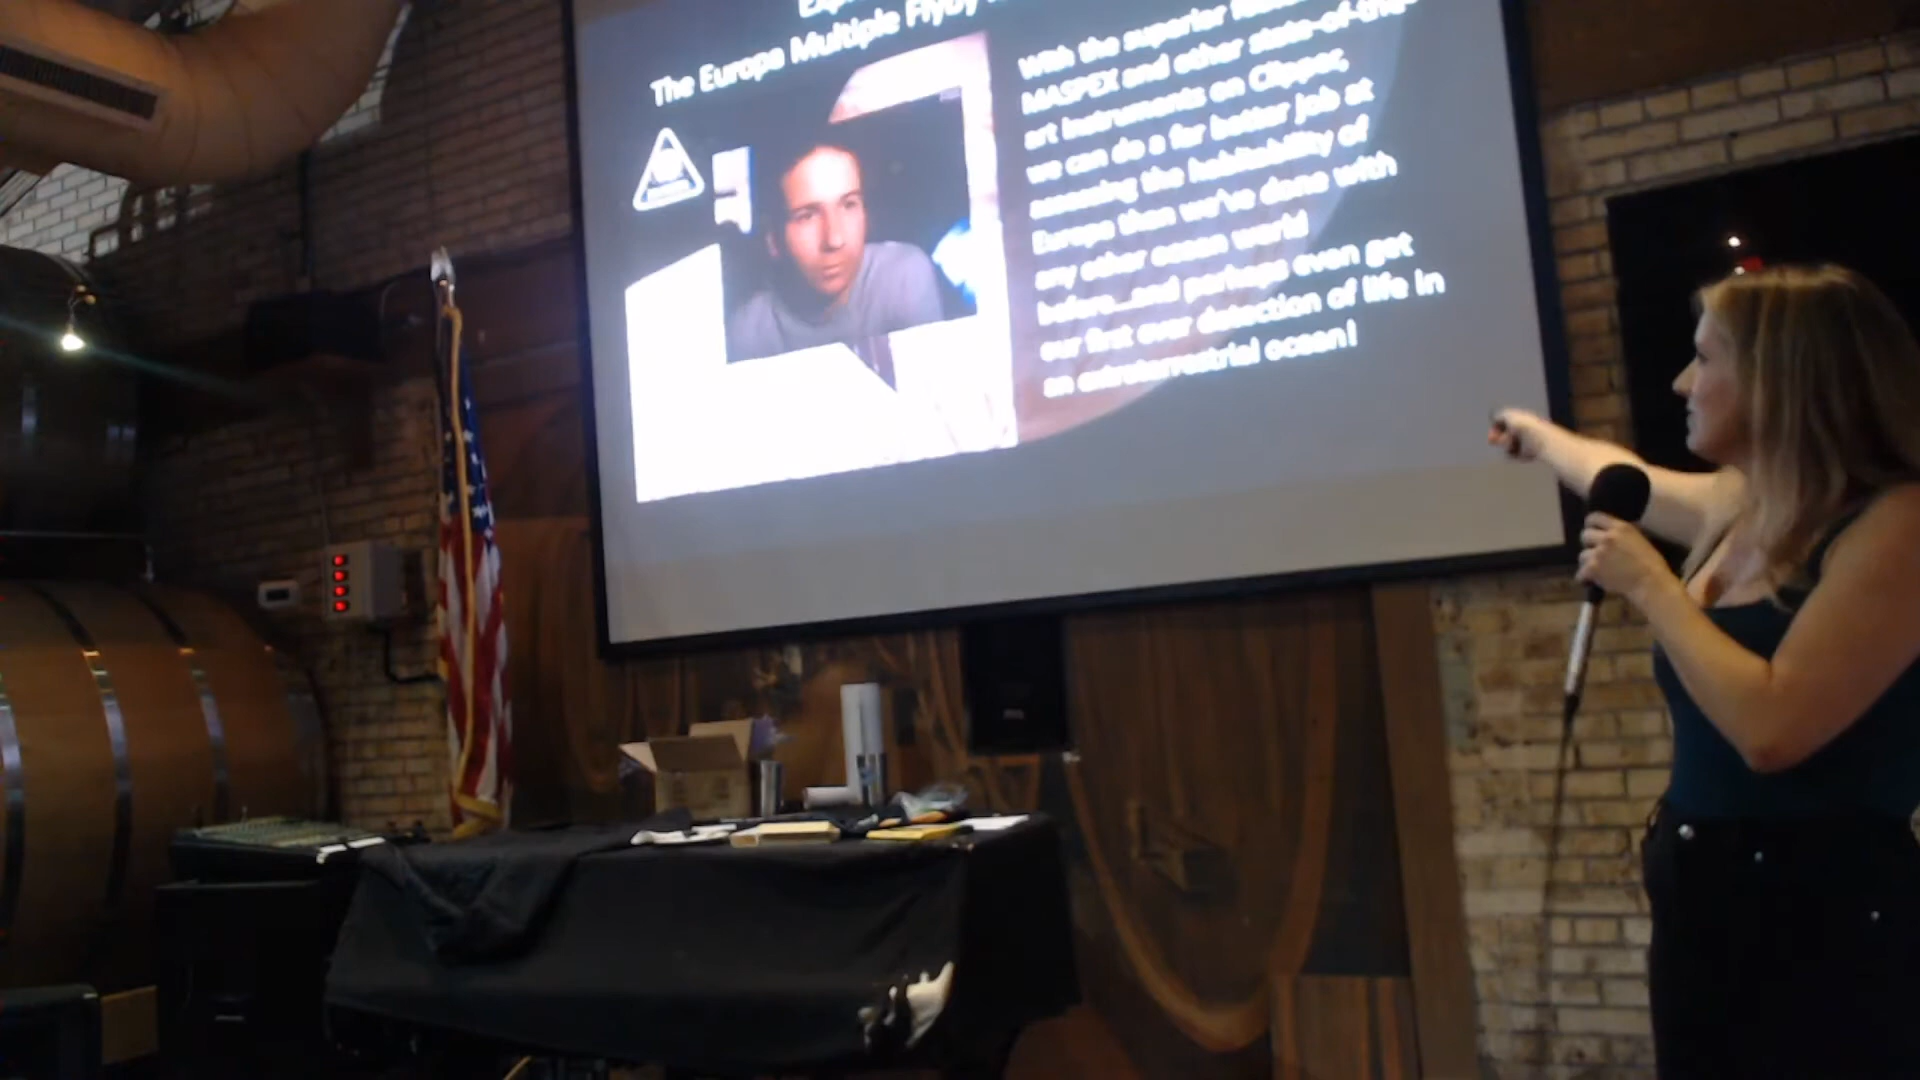 The Europa Multiple Flyby
With the superior
MASPEX and other state-of-the-
art instruments on Clipper,
we can do a far better job at
assessing the habitability of
Europa than we've done with
any other ocean world
before...and perhaps even get
our first ever detection of life in
an extraterrestrial ocean!